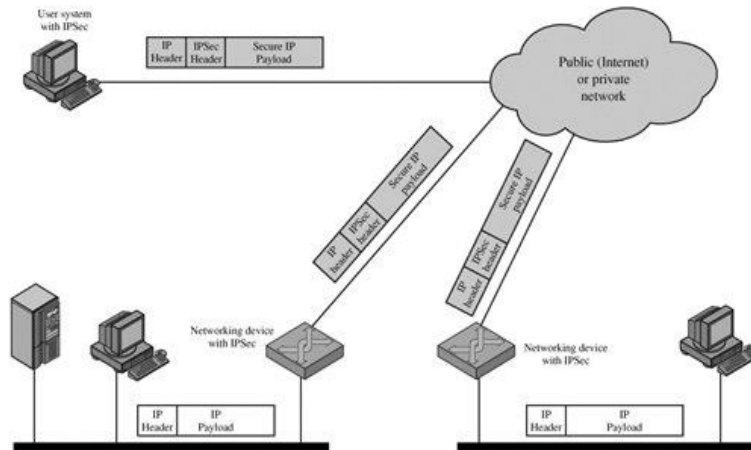 User system
with IPSec
IP
Header
IPSec
Header
Secure IP
Payload
Public (Internet)
or private
network
IP
header
IPSec
header
Secure IP
payload
IP
header
IPSec
header
Secure IP
payload
Networking device
with IPSec
Networking device
with IPSec
IP
Header
IP
Payload
IP
Header
IP
Payload